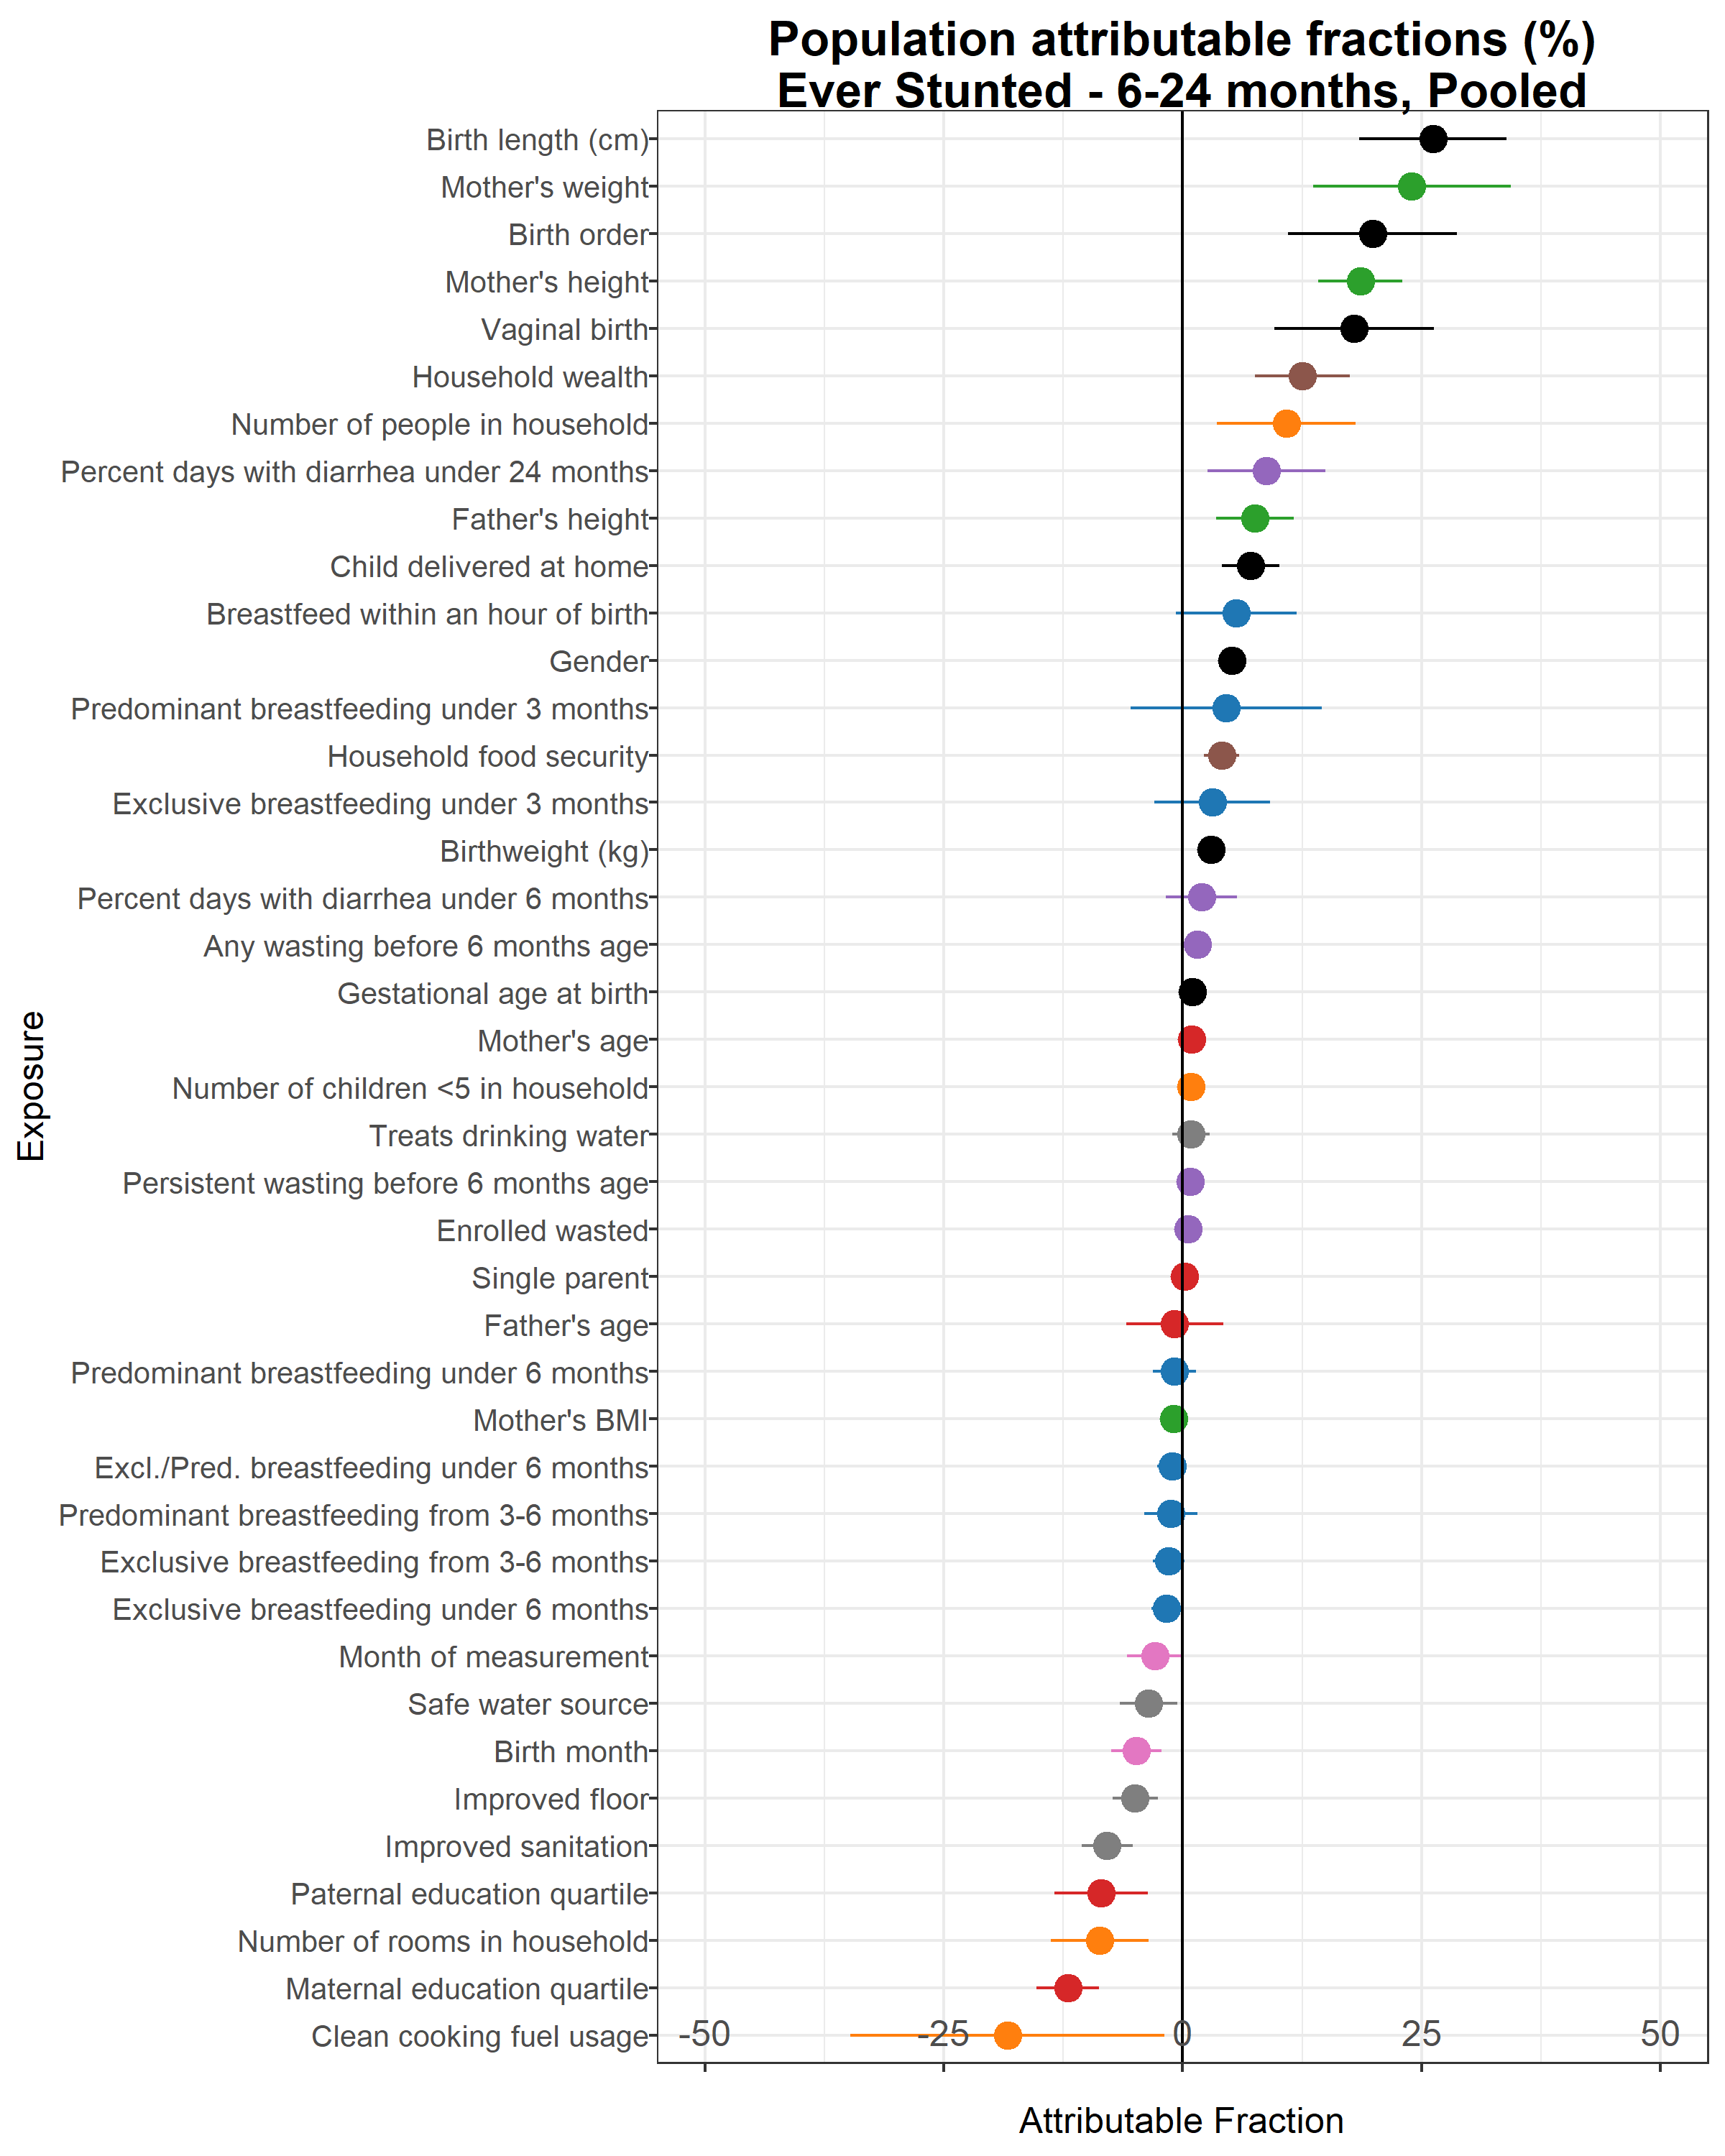 Population attributable fractions (%)
Ever Stunted - 6-24 months, Pooled
Birth length (cm)
Mother's weight
Birth order
Mother's height
Vaginal birth
Household wealth
Number of people in household
Percent days with diarrhea under 24 months
Father's height
Child delivered at home
Breastfeed within an hour of birth
Gender
Predominant breastfeeding under 3 months
Household food security
Exclusive breastfeeding under 3 months
Birthweight (kg)
Percent days with diarrhea under 6 months
Any wasting before 6 months age
Gestational age at birth
Mother's age
Number of children <5 in household
Treats drinking water
Persistent wasting before 6 months age
Enrolled wasted
Single parent
Father's age
Predominant breastfeeding under 6 months
Mother's BMI
Excl./Pred. breastfeeding under 6 months
Predominant breastfeeding from 3-6 months
Exclusive breastfeeding from 3-6 months
Exclusive breastfeeding under 6 months
Month of measurement
Safe water source
Birth month
Improved floor
Improved sanitation
Paternal education quartile
Number of rooms in household
Maternal education quartile
Clean cooking fuel usage
-50 -25 0 25 50
Attributable Fraction
Exposure